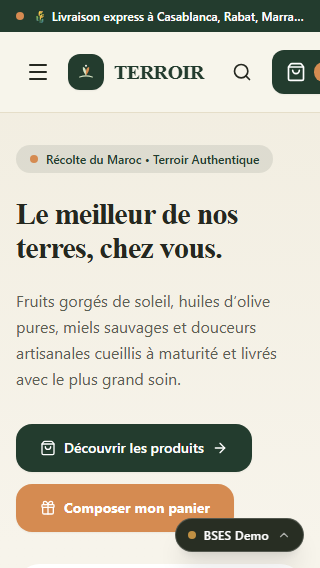 Livraison express à Casablanca, Rabat, Marra...
TERROIR
Récolte du Maroc • Terroir Authentique
Le meilleur de nos
terres, chez vous.
Fruits gorgés de soleil, huiles d'olive
pures, miels sauvages et douceurs
artisanales cueillis à maturité et livrés
avec le plus grand soin.
Découvrir les produits
Composer mon panier
BSES Demo